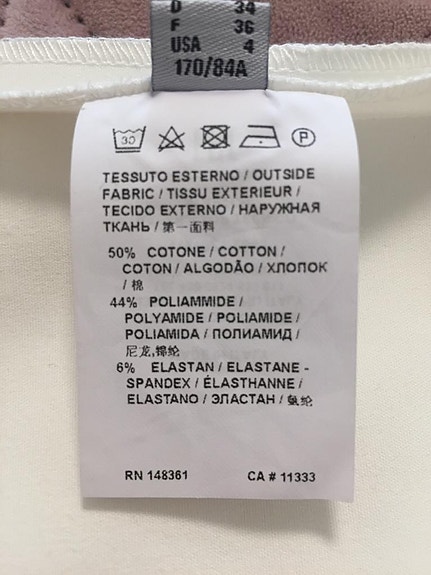 D 34
F 36
USA 4
170/84A
30 P
TESSUTO ESTERNO / OUTSIDE
FABRIC / TISSU EXTERIEUR /
TECIDO EXTERNO / НАРУЖНАЯ
ТКАНЬ / 第一面料
50% COTONE / COTTON /
COTON / ALGODÃO / ХЛОПОК
/ 棉
44% POLIAMMIDE /
POLYAMIDE / POLIAMIDE /
POLIAMIDA / ПОЛИАМИД /
尼龙,锦纶
6% ELASTAN / ELASTANE -
SPANDEX / ÉLASTHANNE /
ELASTANO / ЭЛАСТАН / 氨纶
RN 148361 CA # 11333